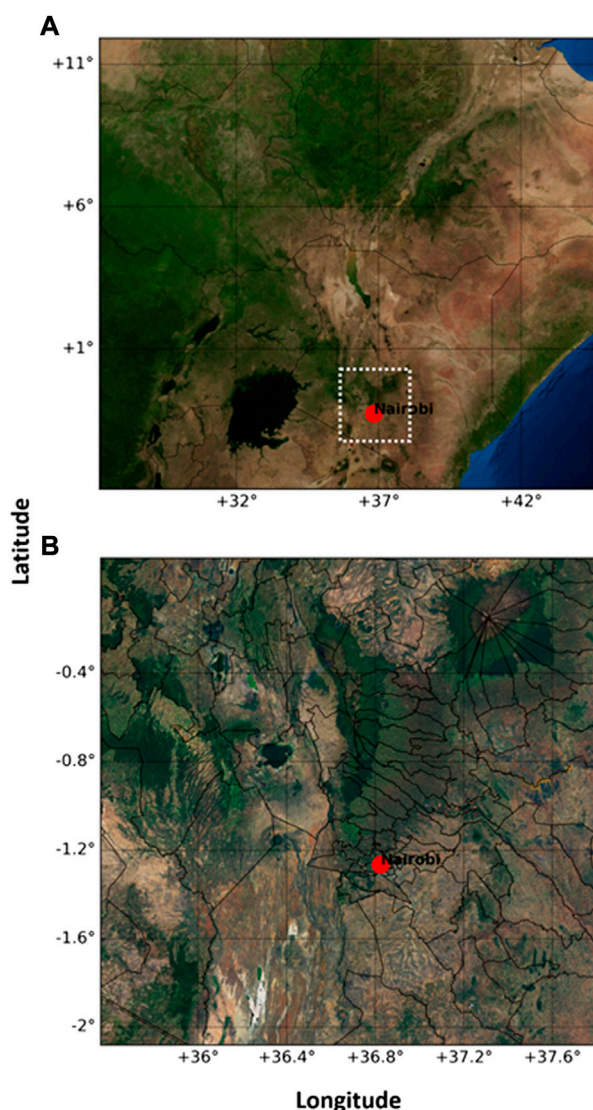 A
+11°
+6°
+1°
Nairobi
+32°
+37°
+42°
Latitude
B
-0.4°
-0.8°
-1.2°
Nairobi
-1.6°
-2°
+36°
+36.4°
+36.8°
+37.2°
+37.6°
Longitude